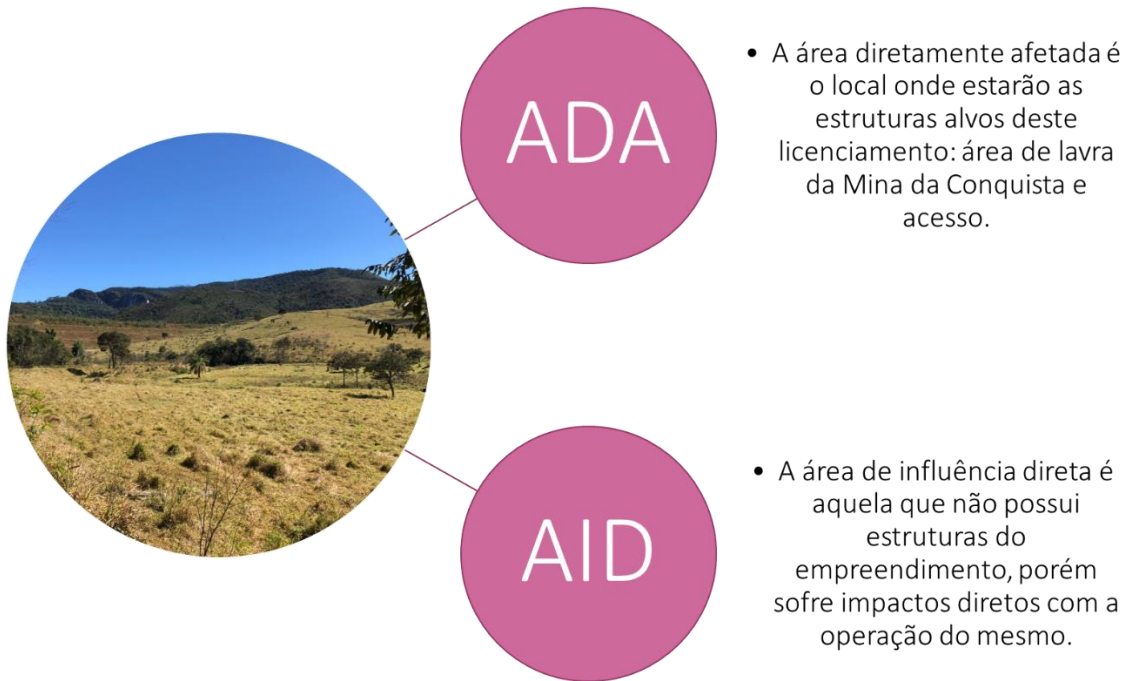 ADA
• A área diretamente afetada é
o local onde estarão as
estruturas alvos deste
licenciamento: área de lavra
da Mina da Conquista e
acesso.
AID
• A área de influência direta é
aquela que não possui
estruturas do
empreendimento, porém
sofre impactos diretos com a
operação do mesmo.